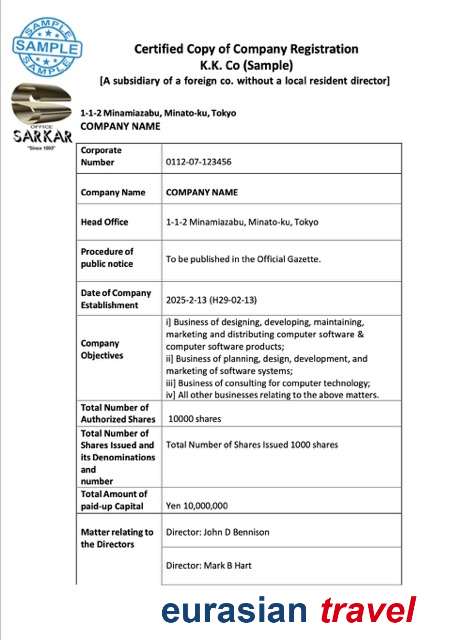 SAMPLE
SAMPLE
SAMPLE
Certified Copy of Company Registration
K.K. Co (Sample)
[A subsidiary of a foreign co. without a local resident director]
OFFICE
SARKAR
"Since 1993"
1-1-2 Minamiazabu, Minato-ku, Tokyo
COMPANY NAME
Corporate
Number
0112-07-123456
Company Name
COMPANY NAME
Head Office
1-1-2 Minamiazabu, Minato-ku, Tokyo
Procedure of
public notice
To be published in the Official Gazette.
Date of Company
Establishment
2025-2-13 (H29-02-13)
Company
Objectives
i] Business of designing, developing, maintaining,
marketing and distributing computer software &
computer software products;
ii] Business of planning, design, development, and
marketing of software systems;
iii] Business of consulting for computer technology;
iv] All other businesses relating to the above matters.
Total Number of
Authorized Shares
10000 shares
Total Number of
Shares Issued and
its Denominations
and
number
Total Number of Shares Issued 1000 shares
Total Amount of
paid-up Capital
Yen 10,000,000
Matter relating to
the Directors
Director: John D Bennison
Director: Mark B Hart
eurasian travel